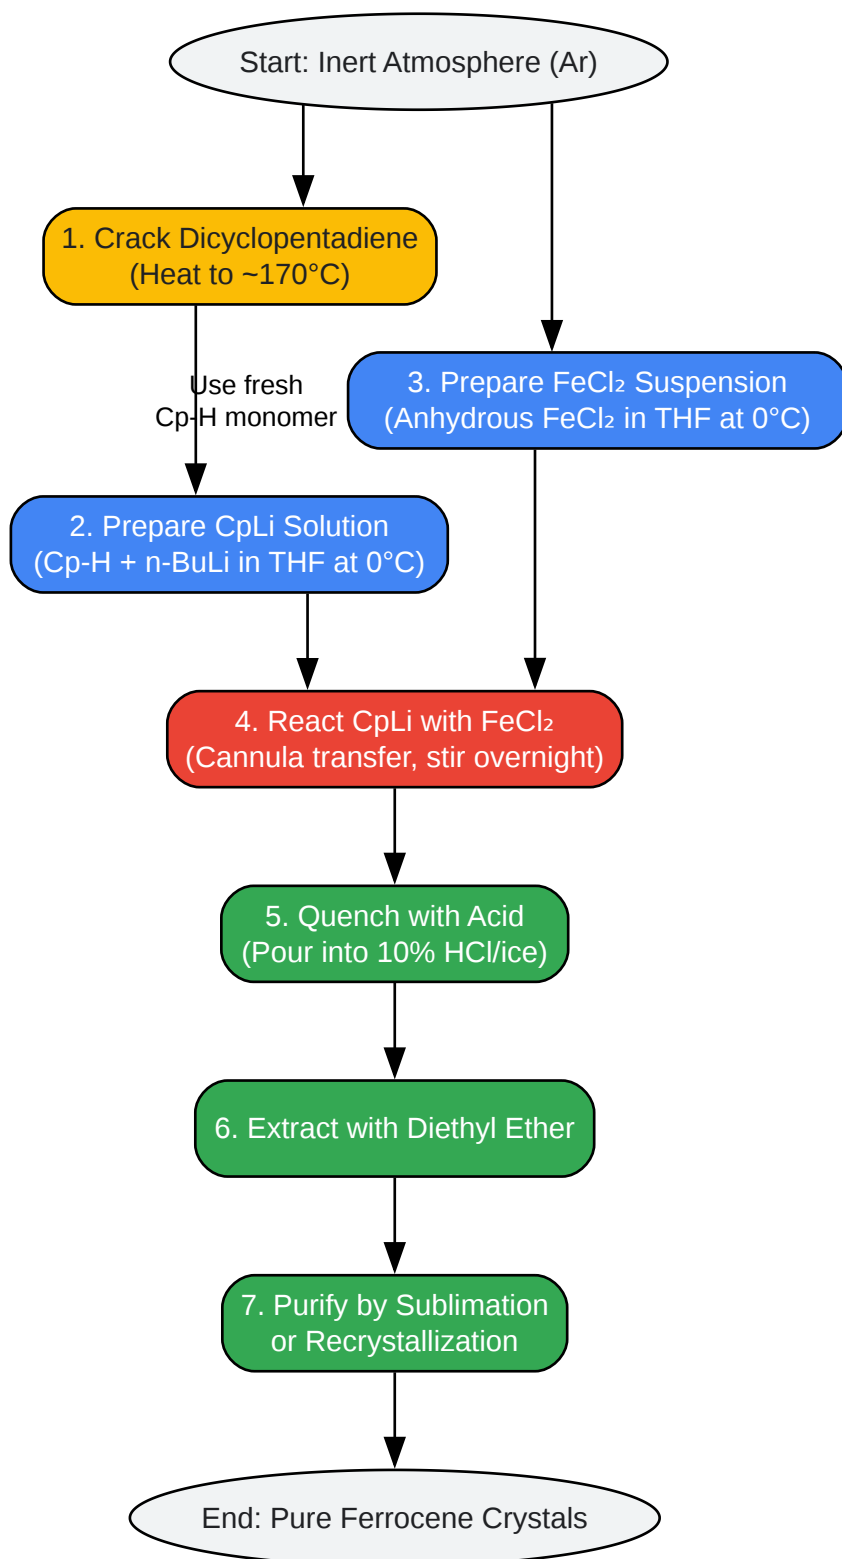 Start: Inert Atmosphere (Ar)
1. Crack Dicyclopentadiene
(Heat to ~170°C)
Use fresh
Cp-H monomer
3. Prepare FeCl₂ Suspension
(Anhydrous FeCl₂ in THF at 0°C)
2. Prepare CpLi Solution
(Cp-H + n-BuLi in THF at 0°C)
4. React CpLi with FeCl₂
(Cannula transfer, stir overnight)
5. Quench with Acid
(Pour into 10% HCl/ice)
6. Extract with Diethyl Ether
7. Purify by Sublimation
or Recrystallization
End: Pure Ferrocene Crystals